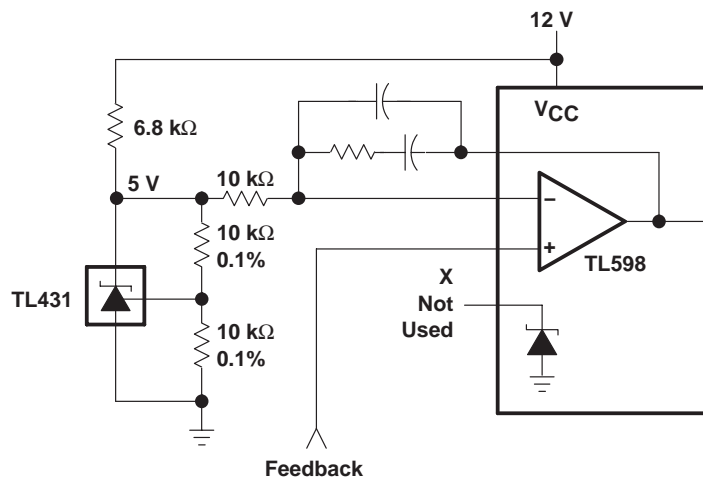 12 V
VCC
6.8 kΩ
5 V
10 kΩ
10 kΩ
0.1%
TL431
10 kΩ
0.1%
−
+
TL598
X
Not
Used
Feedback